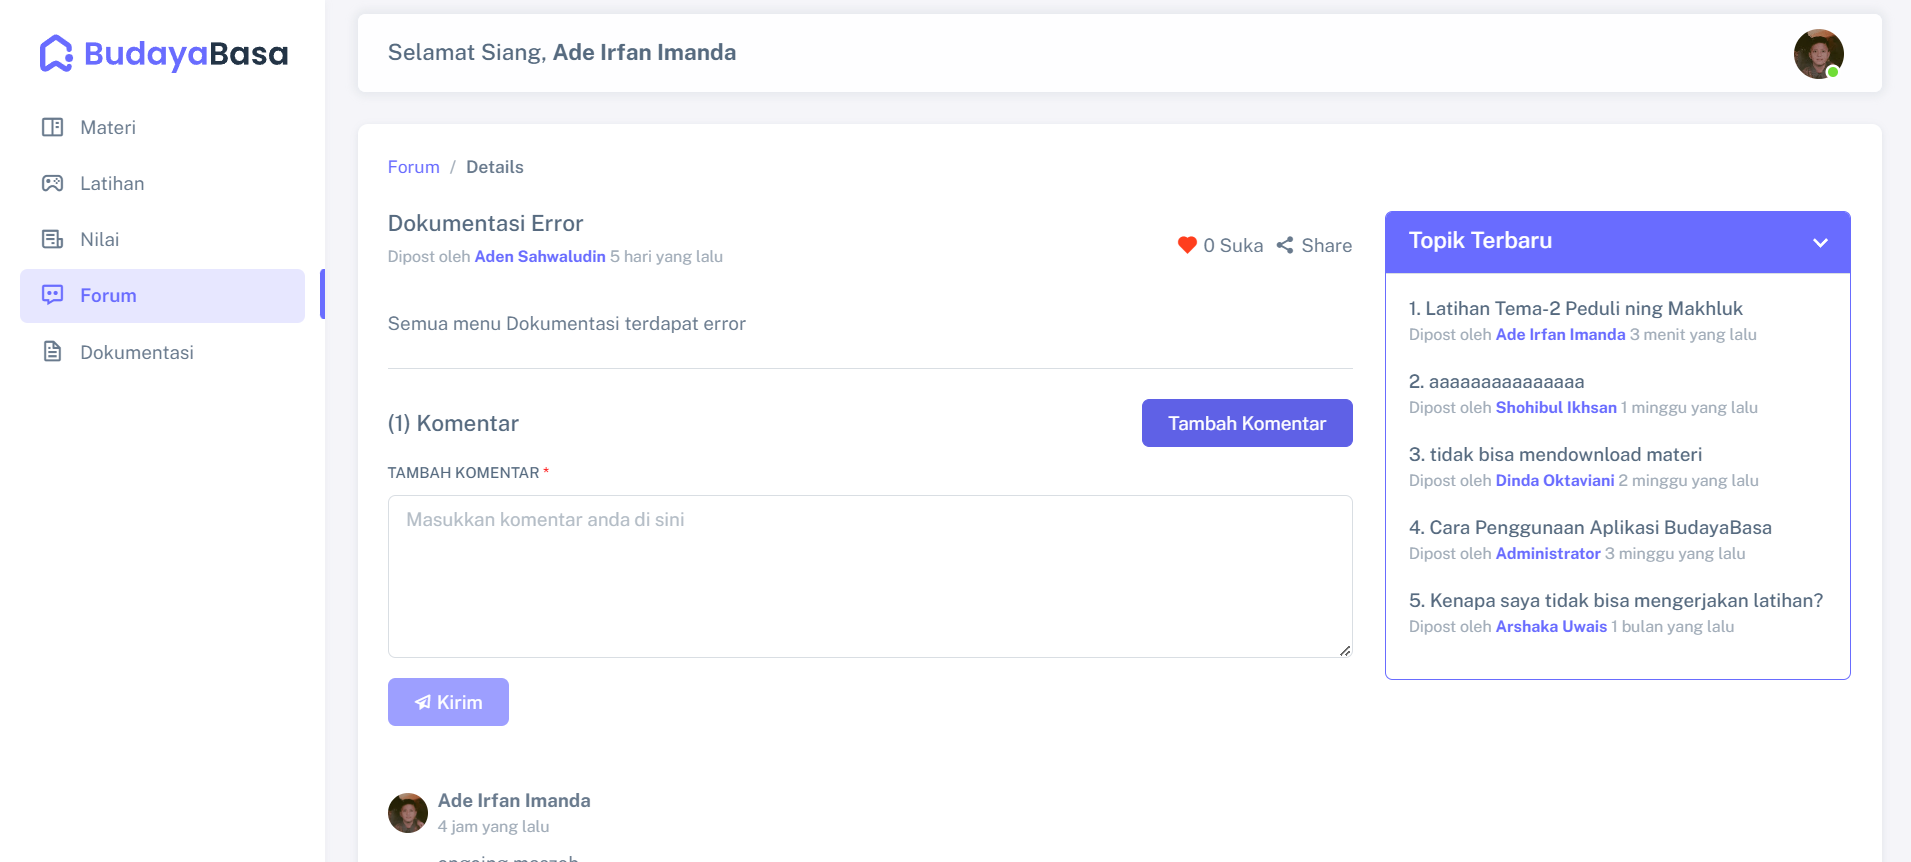 BudayaBasa
Materi
Latihan
Nilai
Forum
Dokumentasi
Selamat Siang, Ade Irfan Imanda
Forum / Details
Dokumentasi Error
Dipost oleh Aden Sahwaludin 5 hari yang lalu
0 Suka Share
Semua menu Dokumentasi terdapat error
(1) Komentar
Tambah Komentar
TAMBAH KOMENTAR *
Masukkan komentar anda di sini
Kirim
Ade Irfan Imanda
4 jam yang lalu
Topik Terbaru
1. Latihan Tema-2 Peduli ning Makhluk
Dipost oleh Ade Irfan Imanda 3 menit yang lalu
2. aaaaaaaaaaaaaaa
Dipost oleh Shohibul Ikhsan 1 minggu yang lalu
3. tidak bisa mendownload materi
Dipost oleh Dinda Oktaviani 2 minggu yang lalu
4. Cara Penggunaan Aplikasi BudayaBasa
Dipost oleh Administrator 3 minggu yang lalu
5. Kenapa saya tidak bisa mengerjakan latihan?
Dipost oleh Arshaka Uwais 1 bulan yang lalu